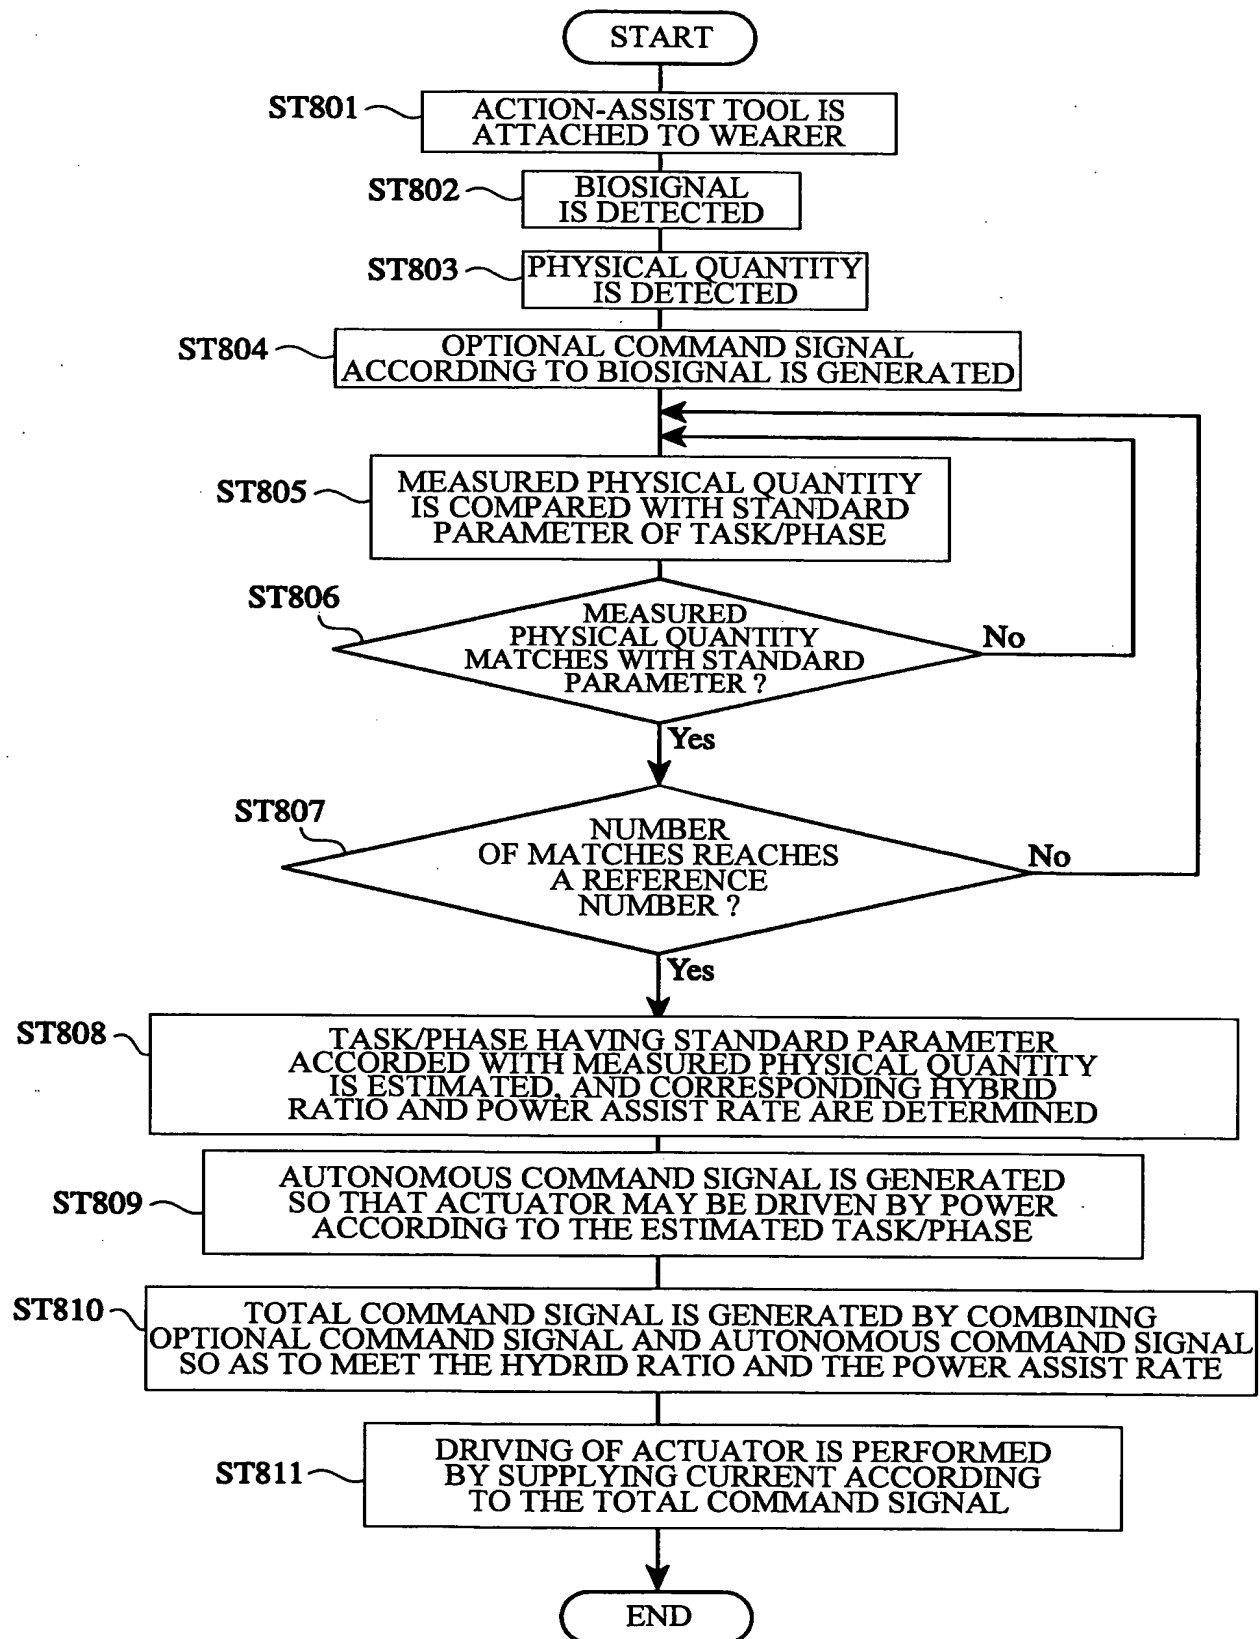 START
ST801
ACTION-ASSIST TOOL IS
ATTACHED TO WEARER
ST802
BIOSIGNAL
IS DETECTED
ST803
PHYSICAL QUANTITY
IS DETECTED
ST804
OPTIONAL COMMAND SIGNAL
ACCORDING TO BIOSIGNAL IS GENERATED
ST805
MEASURED PHYSICAL QUANTITY
IS COMPARED WITH STANDARD
PARAMETER OF TASK/PHASE
ST806
MEASURED
PHYSICAL QUANTITY
MATCHES WITH STANDARD
PARAMETER ?
No
Yes
ST807
NUMBER
OF MATCHES REACHES
A REFERENCE
NUMBER ?
No
Yes
ST808
TASK/PHASE HAVING STANDARD PARAMETER
ACCORDED WITH MEASURED PHYSICAL QUANTITY
IS ESTIMATED, AND CORRESPONDING HYBRID
RATIO AND POWER ASSIST RATE ARE DETERMINED
ST809
AUTONOMOUS COMMAND SIGNAL IS GENERATED
SO THAT ACTUATOR MAY BE DRIVEN BY POWER
ACCORDING TO THE ESTIMATED TASK/PHASE
ST810
TOTAL COMMAND SIGNAL IS GENERATED BY COMBINING
OPTIONAL COMMAND SIGNAL AND AUTONOMOUS COMMAND SIGNAL
SO AS TO MEET THE HYDRID RATIO AND THE POWER ASSIST RATE
ST811
DRIVING OF ACTUATOR IS PERFORMED
BY SUPPLYING CURRENT ACCORDING
TO THE TOTAL COMMAND SIGNAL
END